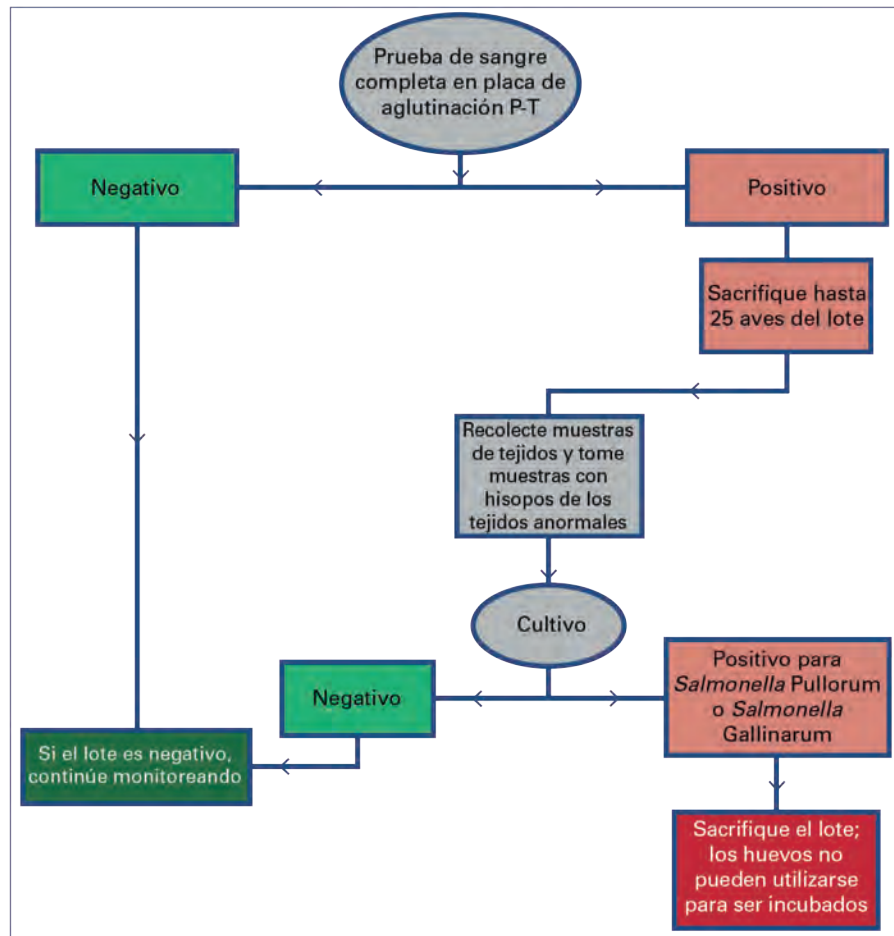 Prueba de sangre
completa en placa de
aglutinación P-T
Negativo
Positivo
Sacrifique hasta
25 aves del lote
Recolecte muestras
de tejidos y tome
muestras con
hisopos de los
tejidos anormales
Cultivo
Negativo
Positivo para
Salmonella Pullorum
o Salmonella
Gallinarum
Si el lote es negativo,
continúe monitoreando
Sacrifique el lote;
los huevos no
pueden utilizarse
para ser incubados